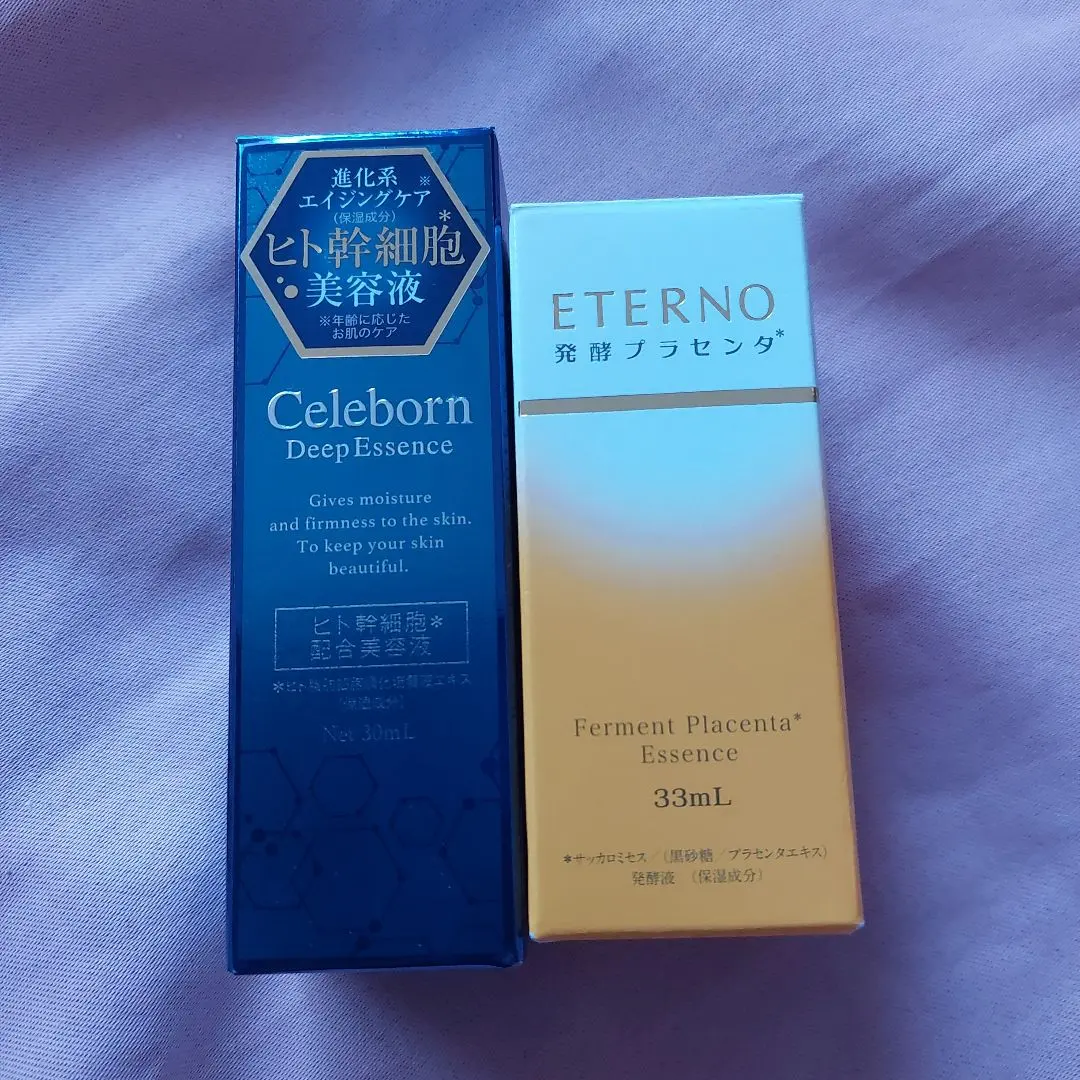 進化系
エイジングケア※
(保湿成分)
ヒト幹細胞*
美容液
※年齢に応じた
お肌のケア
Celeborn
Deep Essence
Gives moisture
and firmness to the skin.
To keep your skin
beautiful.
ヒト幹細胞*
配合美容液
(保湿成分)
Net 30mL
ETERNO
発酵プラセンタ*
Ferment Placenta*
Essence
33mL
*サッカロミセス/(黒砂糖/プラセンタエキス)
発酵液 (保湿成分)